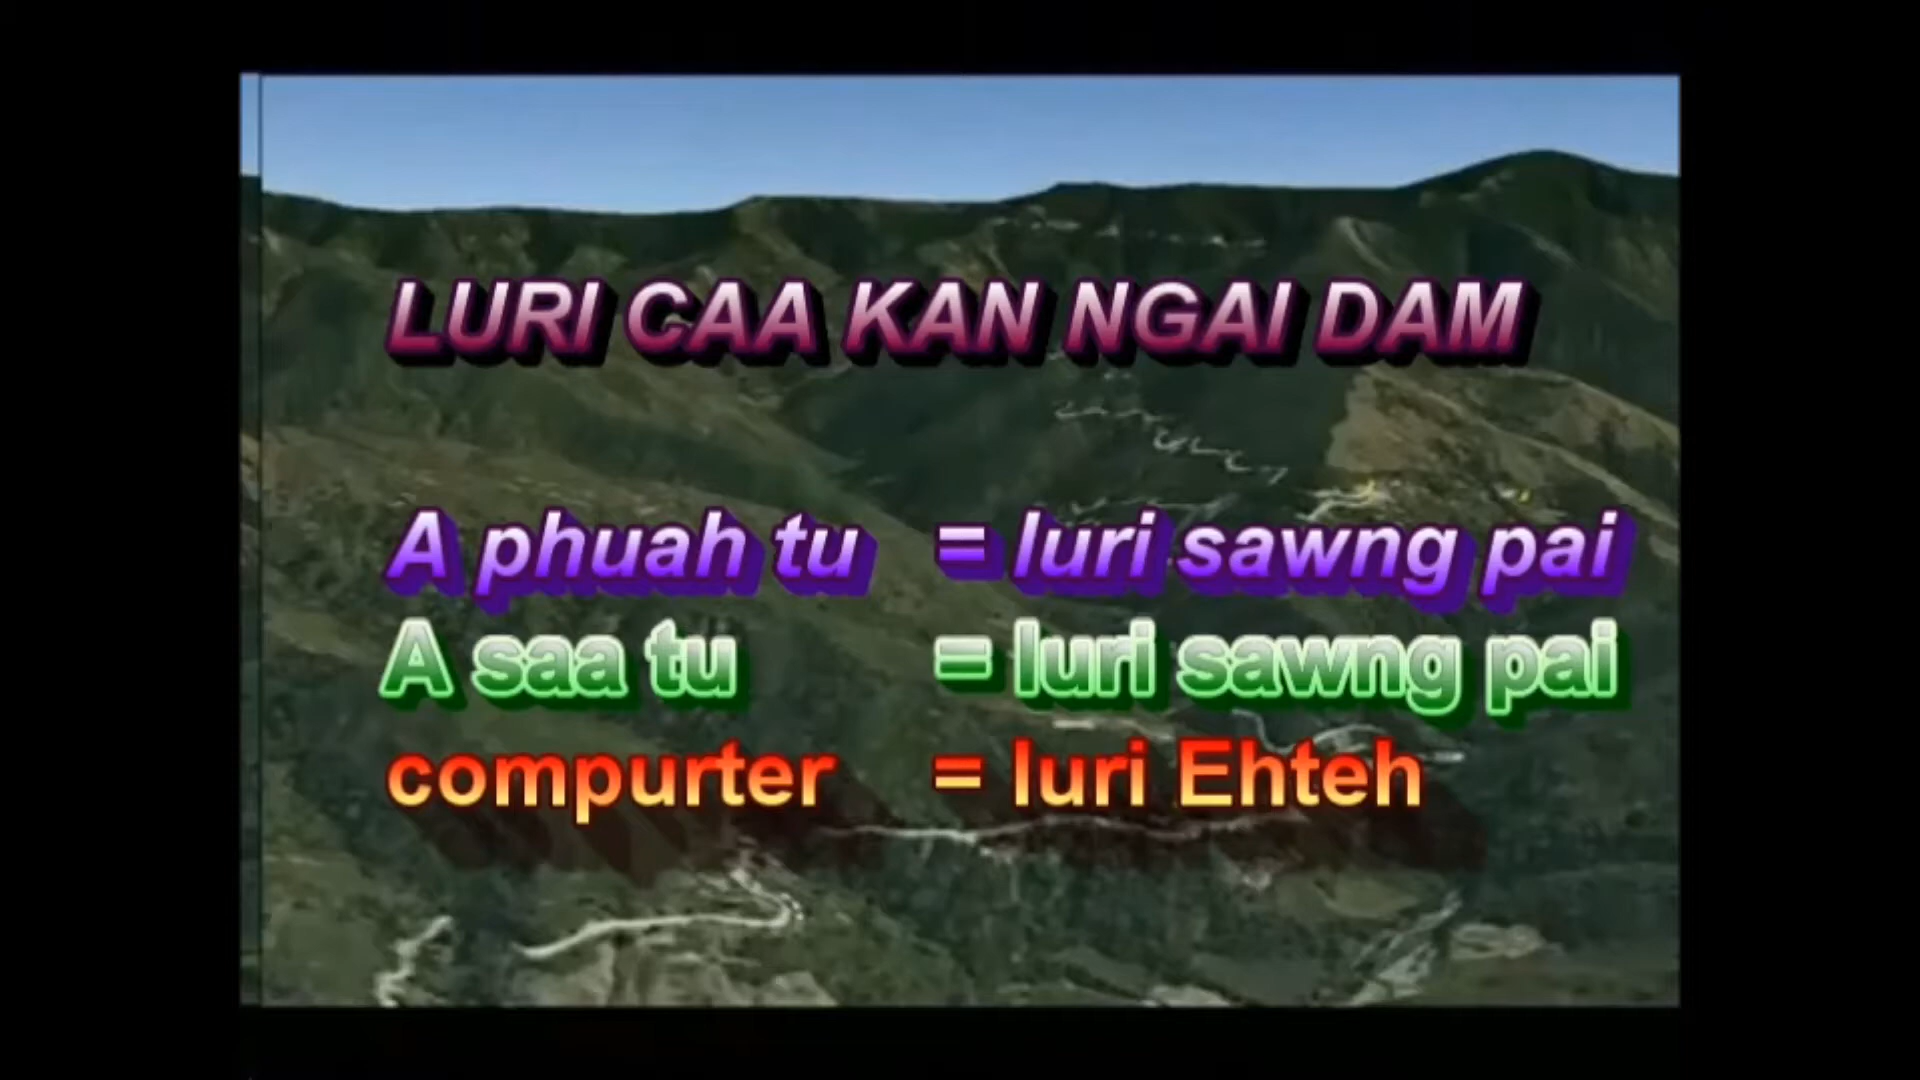 LURI CAA KAN NGAI DAM
A phuah tu = luri sawng pai
A saa tu = luri sawng pai
compurter = luri Ehteh